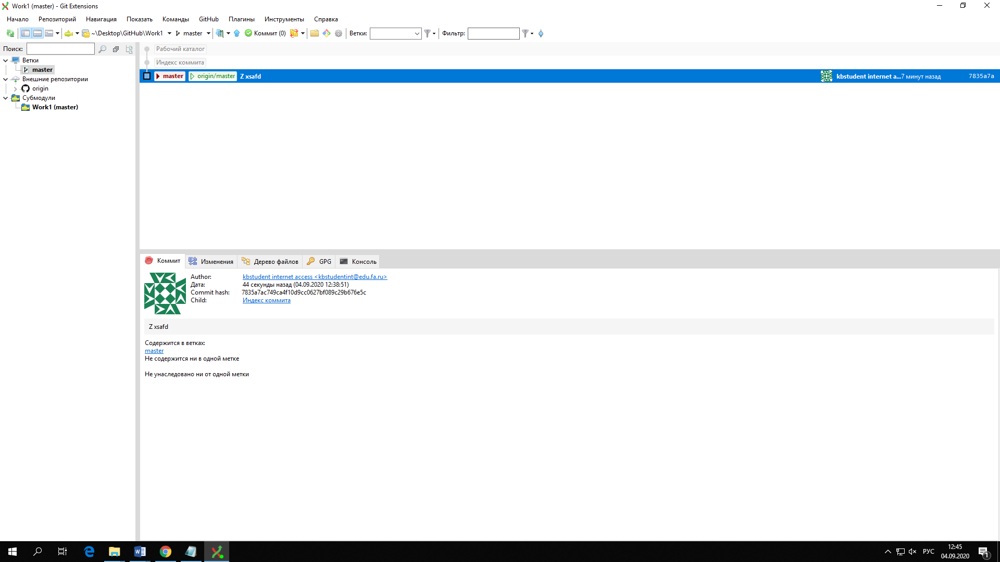 Work1 (master) - Git Extensions
Начало Репозиторий Навигация Показать Команды GitHub Плагины Инструменты Справка
~\Desktop\GitHub\Work1 master Коммит (0) Ветки: Фильтр:
Поиск:
Ветки
master
Внешние репозитории
origin
Субмодули
Work1 (master)
Рабочий каталог
Индекс коммита
master origin/master Z xsafd kbstudent internet a...7 минут назад 7835a7a
Коммит Изменения Дерево файлов GPG Консоль
Author: kbstudent internet access <kbstudentint@edu.fa.ru>
Дата: 44 секунды назад (04.09.2020 12:38:51)
Commit hash: 7835a7ac749ca4f10d9cc0627bf089c29b676e5c
Child: Индекс коммита
Z xsafd
Содержится в ветках:
master
Не содержится ни в одной метке
Не унаследовано ни от одной метки
РУС
12:45
04.09.2020
1